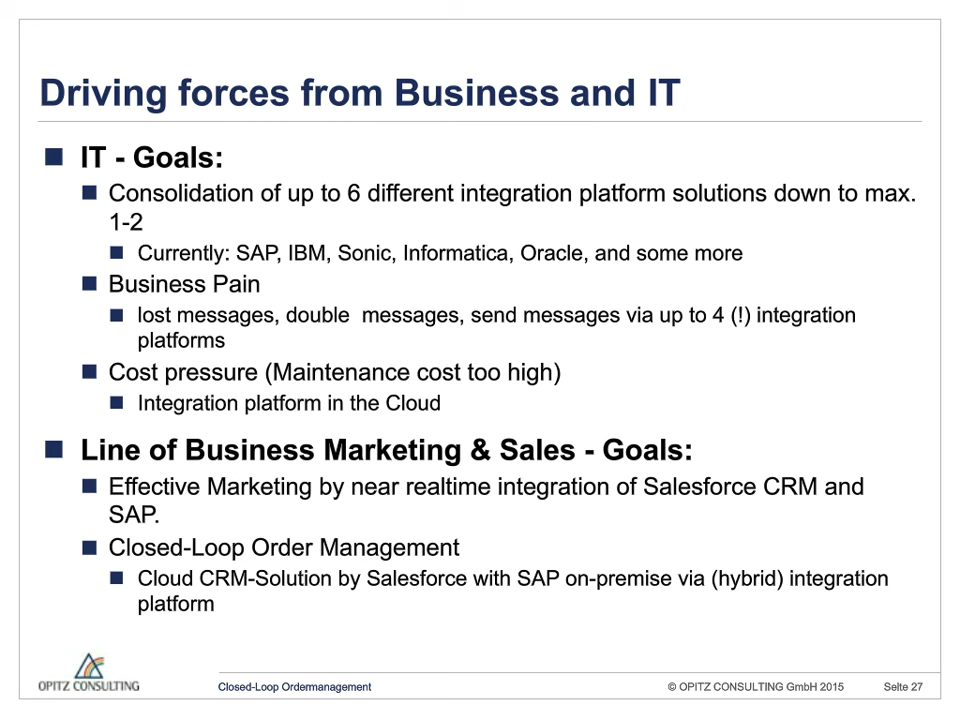 Driving forces from Business and IT
IT - Goals:
Consolidation of up to 6 different integration platform solutions down to max.
1-2
Currently: SAP, IBM, Sonic, Informatica, Oracle, and some more
Business Pain
lost messages, double  messages, send messages via up to 4 (!) integration
platforms
Cost pressure (Maintenance cost too high)
Integration platform in the Cloud
Line of Business Marketing & Sales - Goals:
Effective Marketing by near realtime integration of Salesforce CRM and
SAP.
Closed-Loop Order Management
Cloud CRM-Solution by Salesforce with SAP on-premise via (hybrid) integration
platform
OPITZ CONSULTING
Closed-Loop Ordermanagement
© OPITZ CONSULTING GmbH 2015
Seite 27